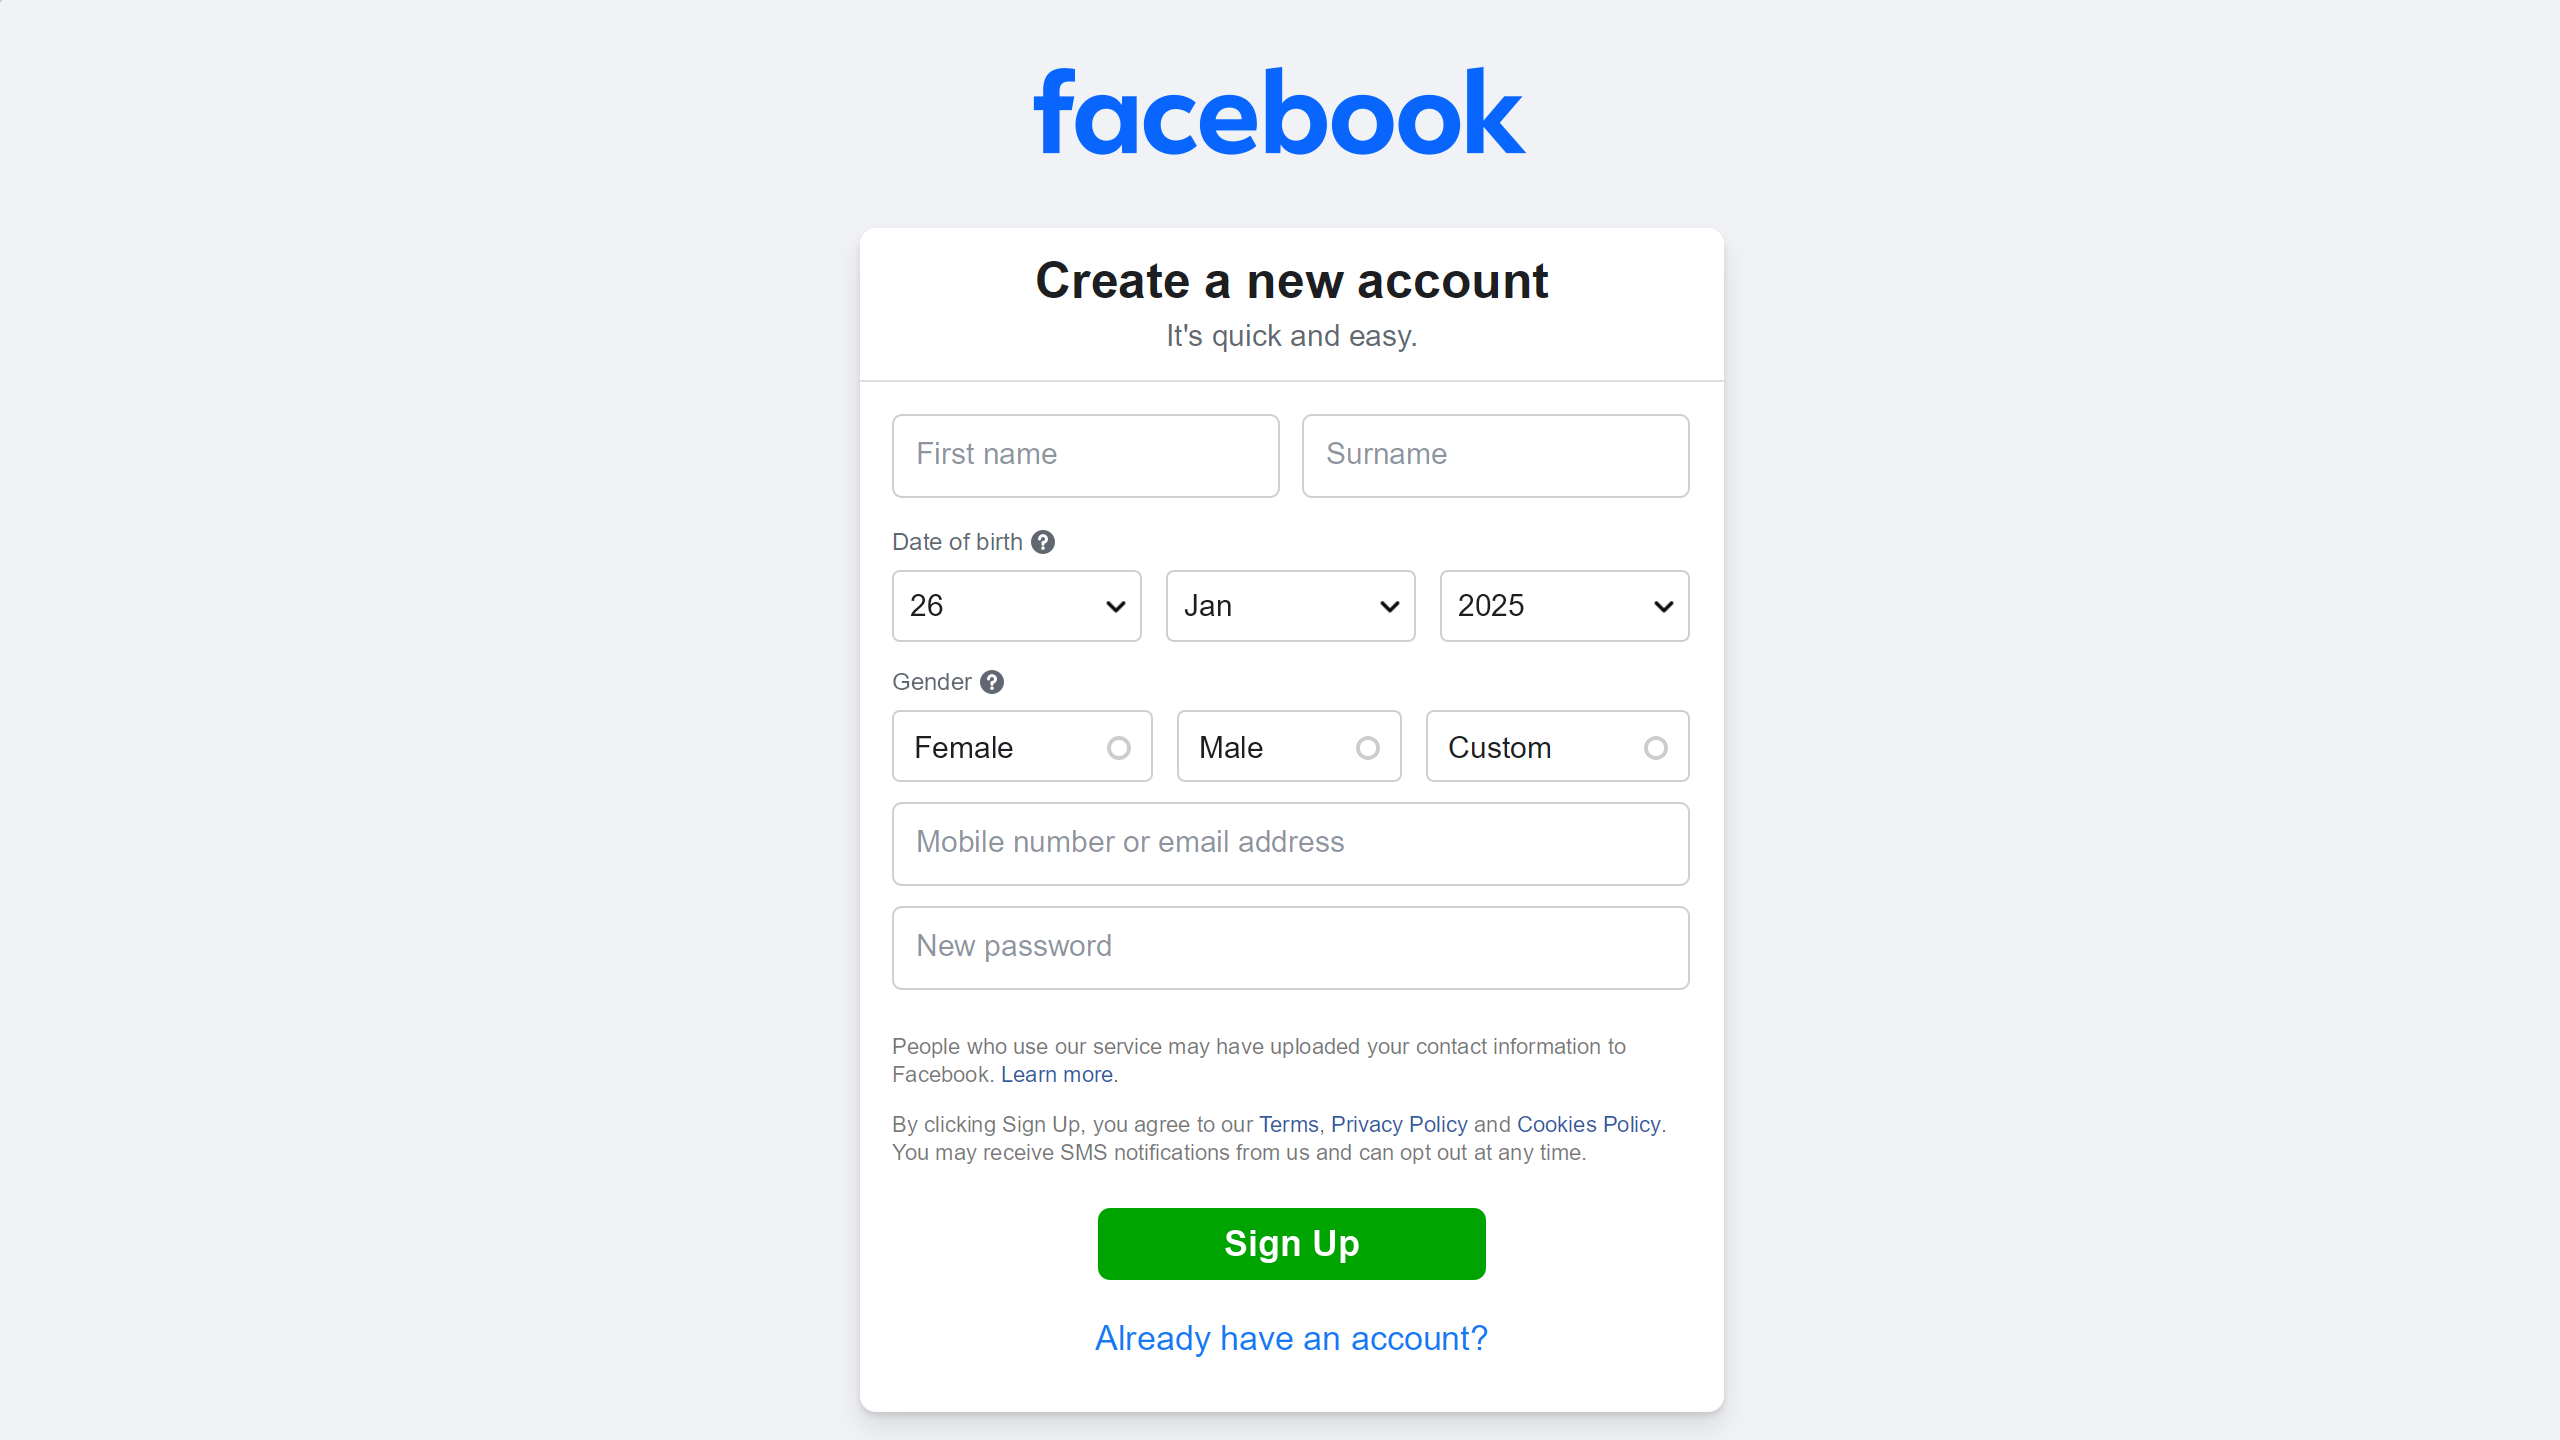 facebook
Create a new account
It's quick and easy.
First name Surname
Date of birth ?
26 Jan 2025
Gender ?
Female Male Custom
Mobile number or email address
New password
People who use our service may have uploaded your contact information to
Facebook. Learn more.
By clicking Sign Up, you agree to our Terms, Privacy Policy and Cookies Policy.
You may receive SMS notifications from us and can opt out at any time.
Sign Up
Already have an account?